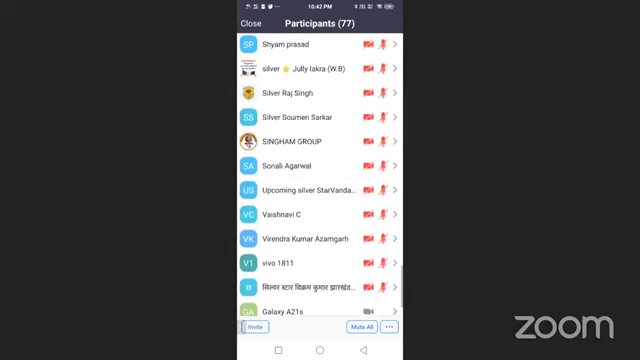 10:42 PM
Close
Participants (77)
SP Shyam prasad
silver ⭐ Jully lakra (W.B)
Silver Raj Singh
SS Silver Soumen Sarkar
SINGHAM GROUP
SA Sonali Agarwal
US Upcoming silver StarVanda...
VC Vaishnavi C
VK Virendra Kumar Azamgarh
V1 vivo 1811
स सिल्वर स्टार विक्रम कुमार झारखंड...
GA Galaxy A21s
Invite
Mute All
zoom